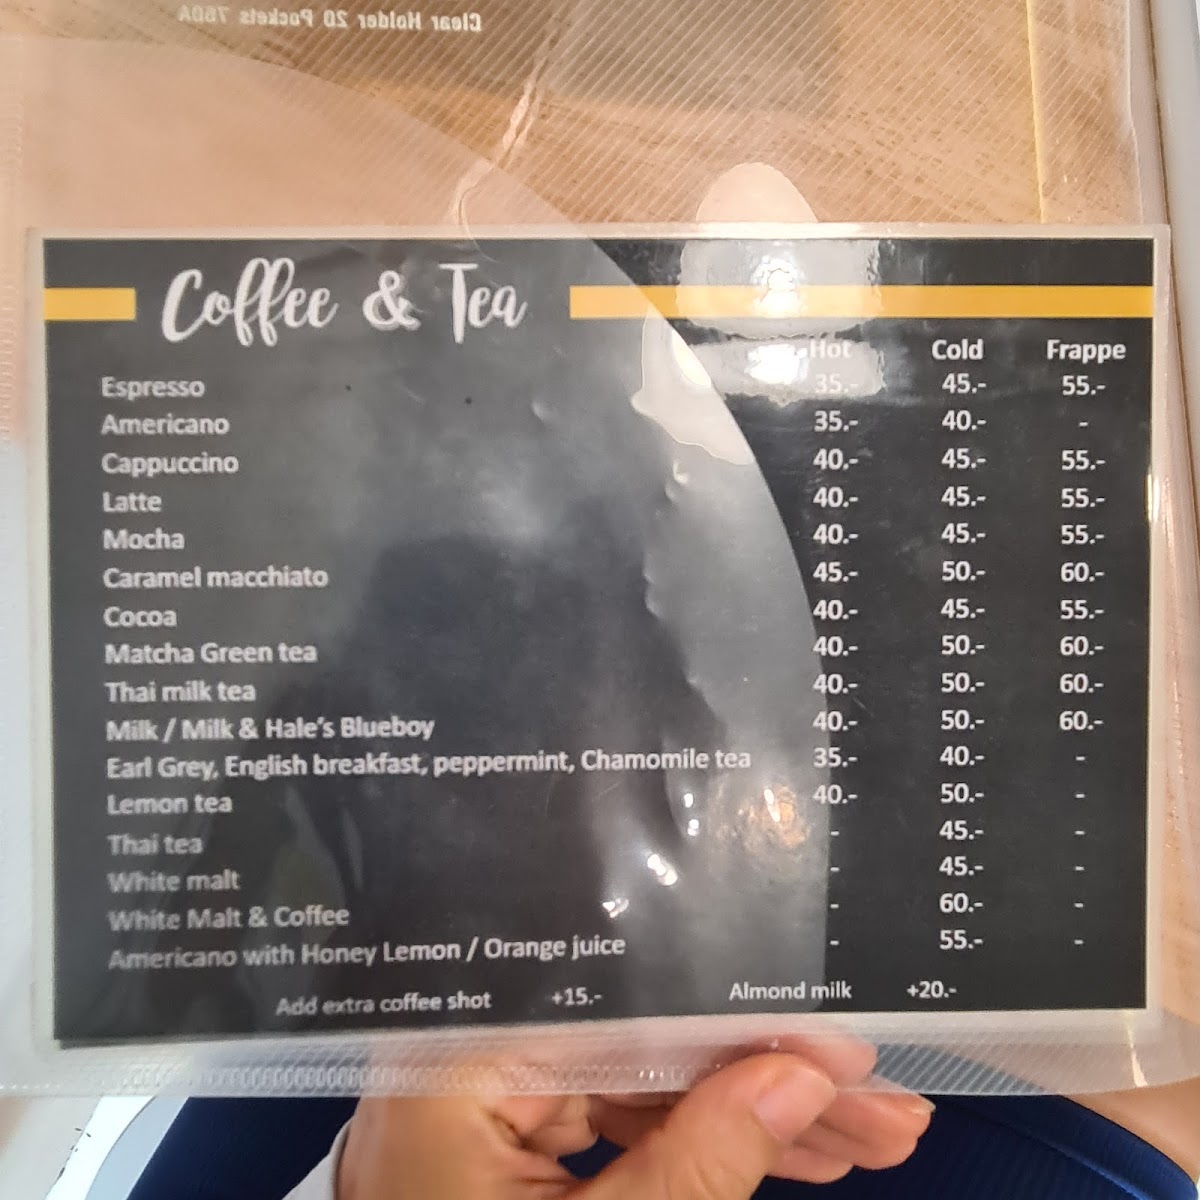 Clear Holder 20 Pockets 760A
Coffee & Tea
Hot Cold Frappe
Espresso 35.- 45.- 55.-
Americano 35.- 40.- -
Cappuccino 40.- 45.- 55.-
Latte 40.- 45.- 55.-
Mocha 40.- 45.- 55.-
Caramel macchiato 45.- 50.- 60.-
Cocoa 40.- 45.- 55.-
Matcha Green tea 40.- 50.- 60.-
Thai milk tea 40.- 50.- 60.-
Milk / Milk & Hale's Blueboy 40.- 50.- 60.-
Earl Grey, English breakfast, peppermint, Chamomile tea 35.- 40.- -
Lemon tea 40.- 50.- -
Thai tea - 45.- -
White malt - 45.- -
White Malt & Coffee - 60.- -
Americano with Honey Lemon / Orange juice - 55.- -
Add extra coffee shot +15.- Almond milk +20.-